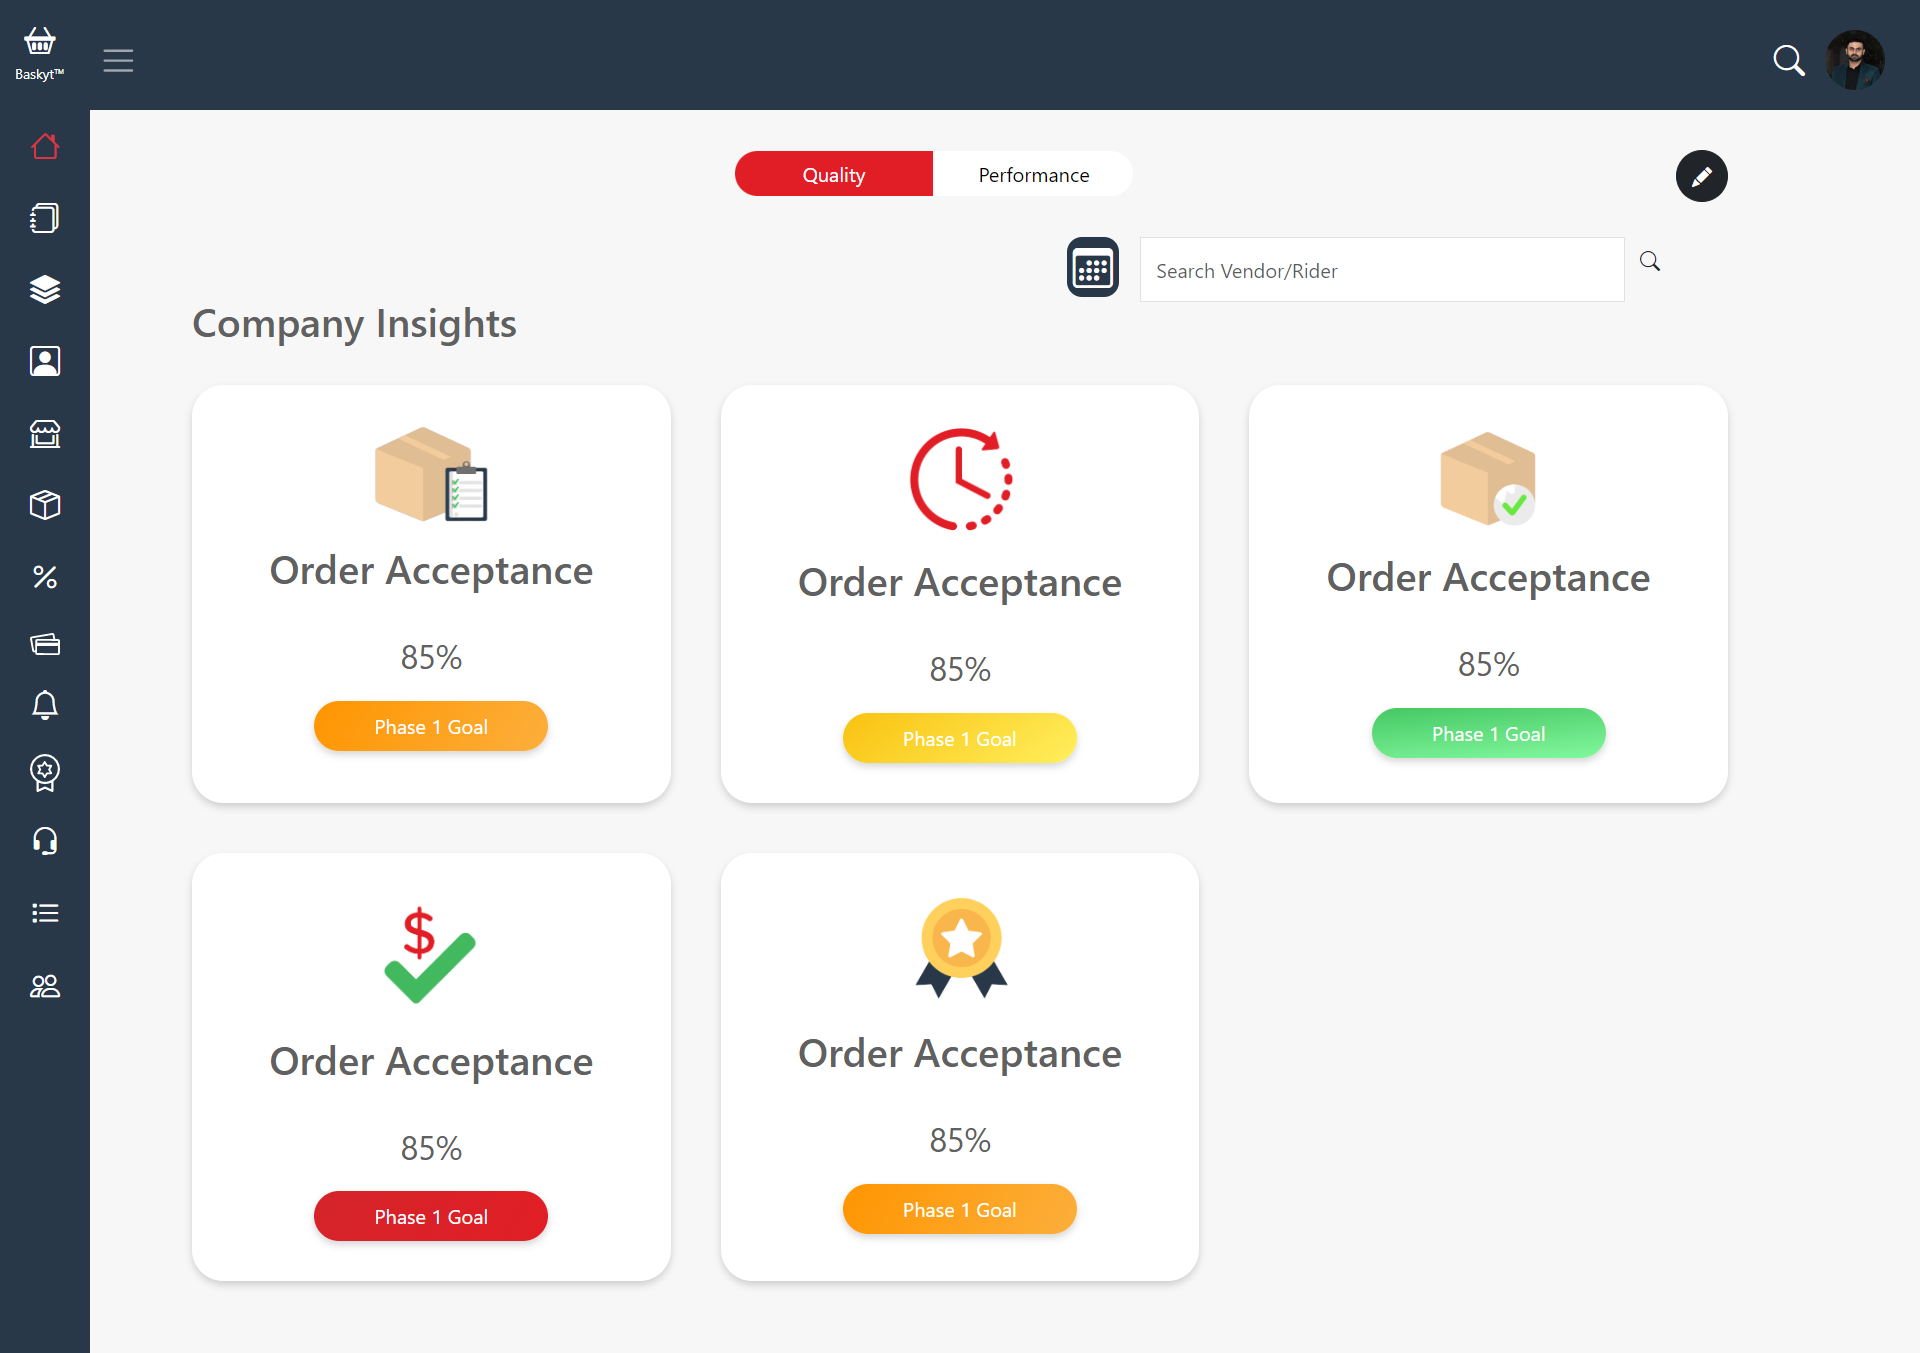 Baskyt™
Quality
Performance
Search Vendor/Rider
Company Insights
Order Acceptance
85%
Phase 1 Goal
Order Acceptance
85%
Phase 1 Goal
Order Acceptance
85%
Phase 1 Goal
$
Order Acceptance
85%
Phase 1 Goal
Order Acceptance
85%
Phase 1 Goal